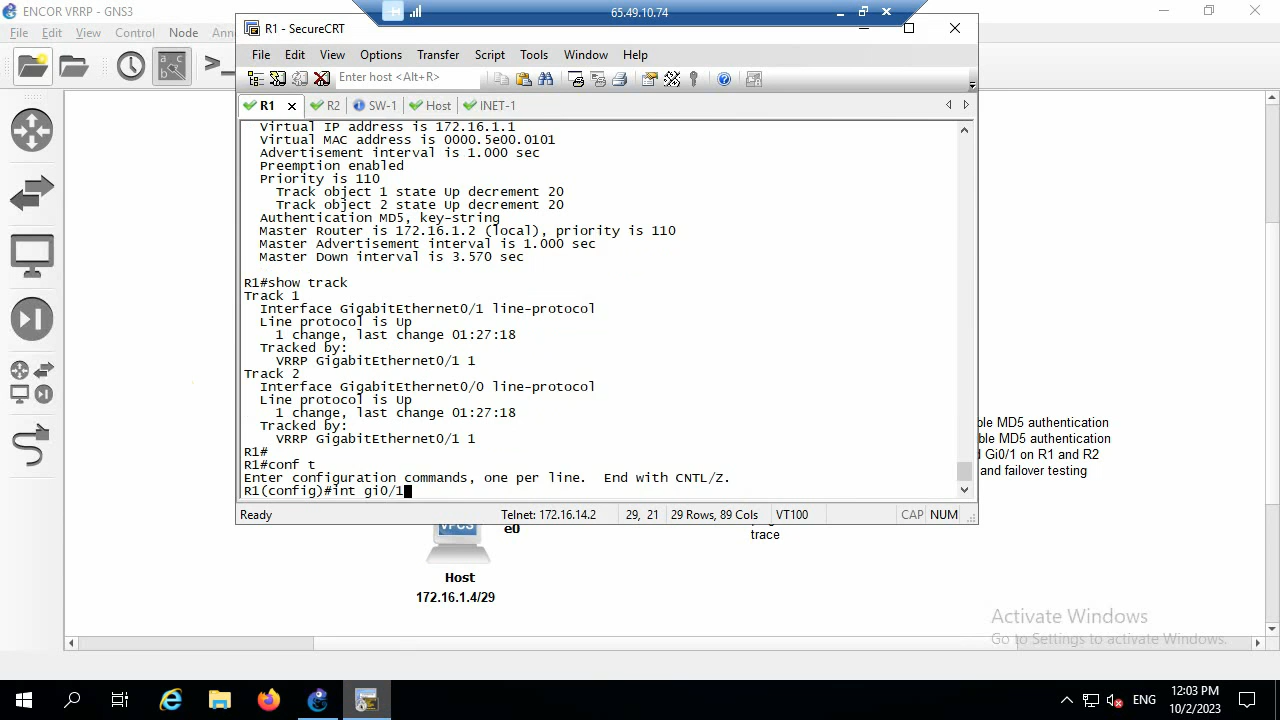 ENCOR VRRP - GNS3
65.49.10.74
R1 - SecureCRT
File Edit View Control Node Ann
File Edit View Options Transfer Script Tools Window Help
Enter host <Alt+R>
R1 R2 SW-1 Host INET-1
Virtual IP address is 172.16.1.1
Virtual MAC address is 0000.5e00.0101
Advertisement interval is 1.000 sec
Preemption enabled
Priority is 110
Track object 1 state Up decrement 20
Track object 2 state Up decrement 20
Authentication MD5, key-string
Master Router is 172.16.1.2 (local), priority is 110
Master Advertisement interval is 1.000 sec
Master Down interval is 3.570 sec
R1#show track
Track 1
Interface GigabitEthernet0/1 line-protocol
Line protocol is Up
1 change, last change 01:27:18
Tracked by:
VRRP GigabitEthernet0/1 1
Track 2
Interface GigabitEthernet0/0 line-protocol
Line protocol is Up
1 change, last change 01:27:18
Tracked by:
VRRP GigabitEthernet0/1 1
R1#
R1#conf t
Enter configuration commands, one per line. End with CNTL/Z.
R1(config)#int gi0/1
Ready Telnet: 172.16.14.2 29, 21 29 Rows, 89 Cols VT100 CAP NUM
ble MD5 authentication
ble MD5 authentication
d Gi0/1 on R1 and R2
and failover testing
VPCS
e0
trace
Host
172.16.1.4/29
Activate Windows
Go to Settings to activate Windows.
ENG
12:03 PM
10/2/2023